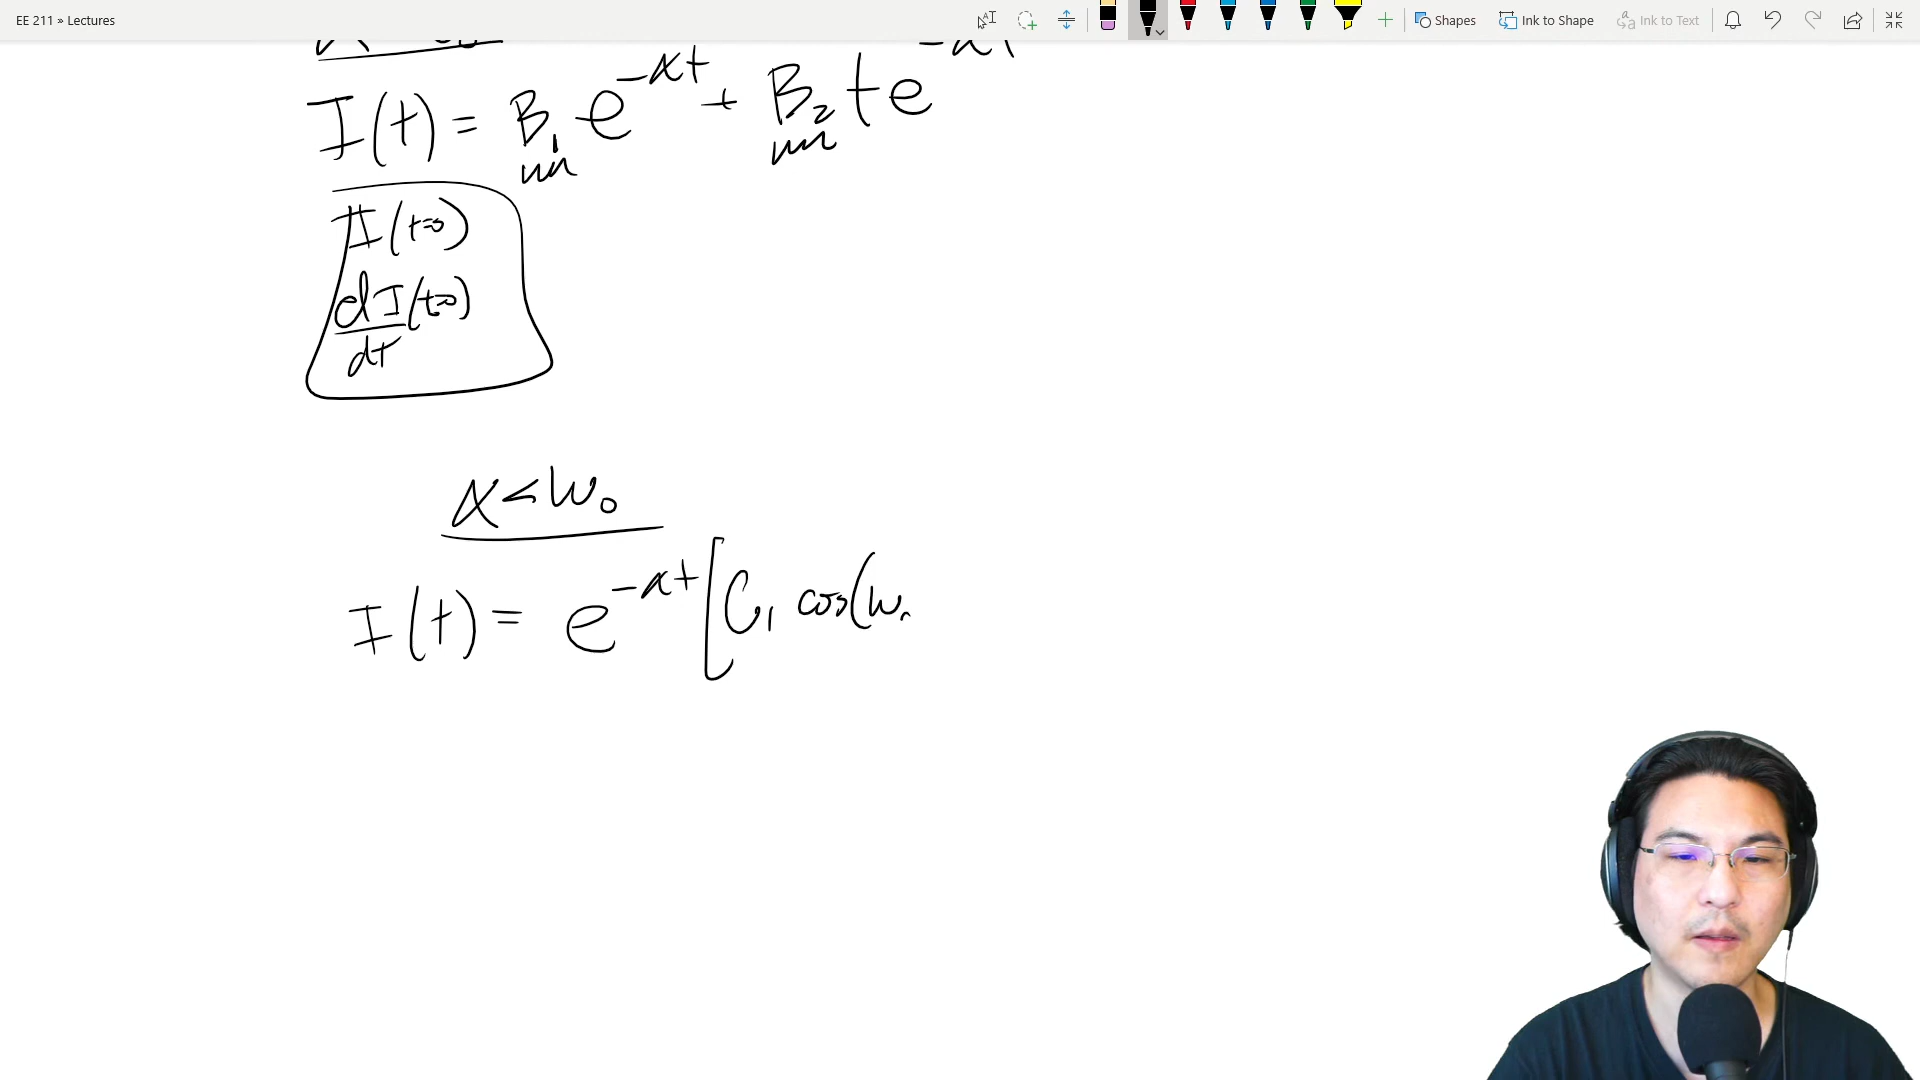 EE 211 » Lectures
Shapes
Ink to Shape
Ink to Text
I(t) = B₁ e^{-αt} + B₂ t e^{-αt}
I(t=0)
dI/dt (t=0)
α < ω₀
I(t) = e^{-αt} [C₁ cos(ω